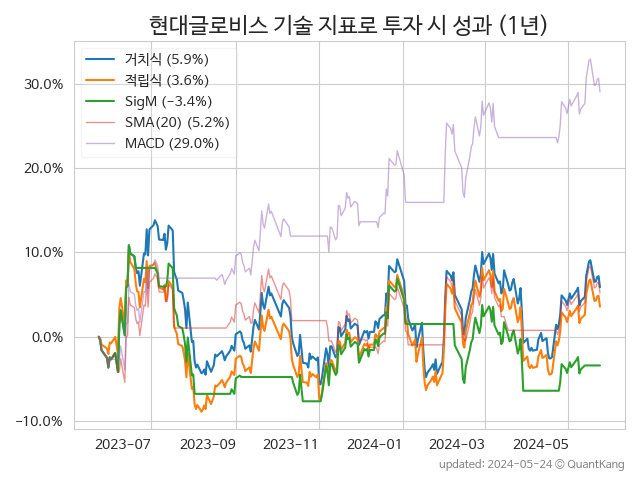 현대글로비스 기술 지표로 투자 시 성과 (1년)
거치식 (5.9%)
적립식 (3.6%)
SigM (−3.4%)
SMA(20) (5.2%)
MACD (29.0%)
30.0%
20.0%
10.0%
0.0%
−10.0%
2023−07 2023−09 2023−11 2024−01 2024−03 2024−05
updated: 2024-05-24 © QuantKang